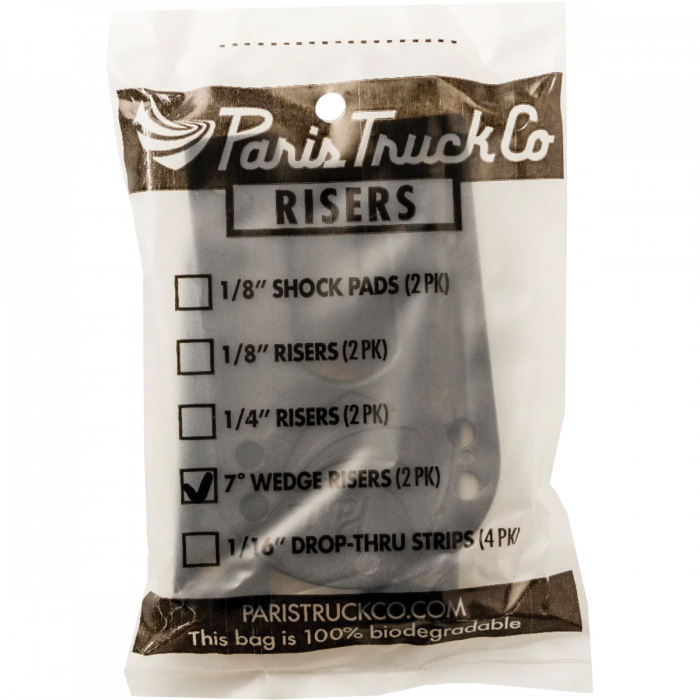 Paris Truck Co
RISERS
1/8" SHOCK PADS (2 PK)
1/8" RISERS (2 PK)
1/4" RISERS (2 PK)
7° WEDGE RISERS (2 PK)
1/16" DROP-THRU STRIPS (4 PK)
PARISTRUCKCO.COM
This bag is 100% biodegradable